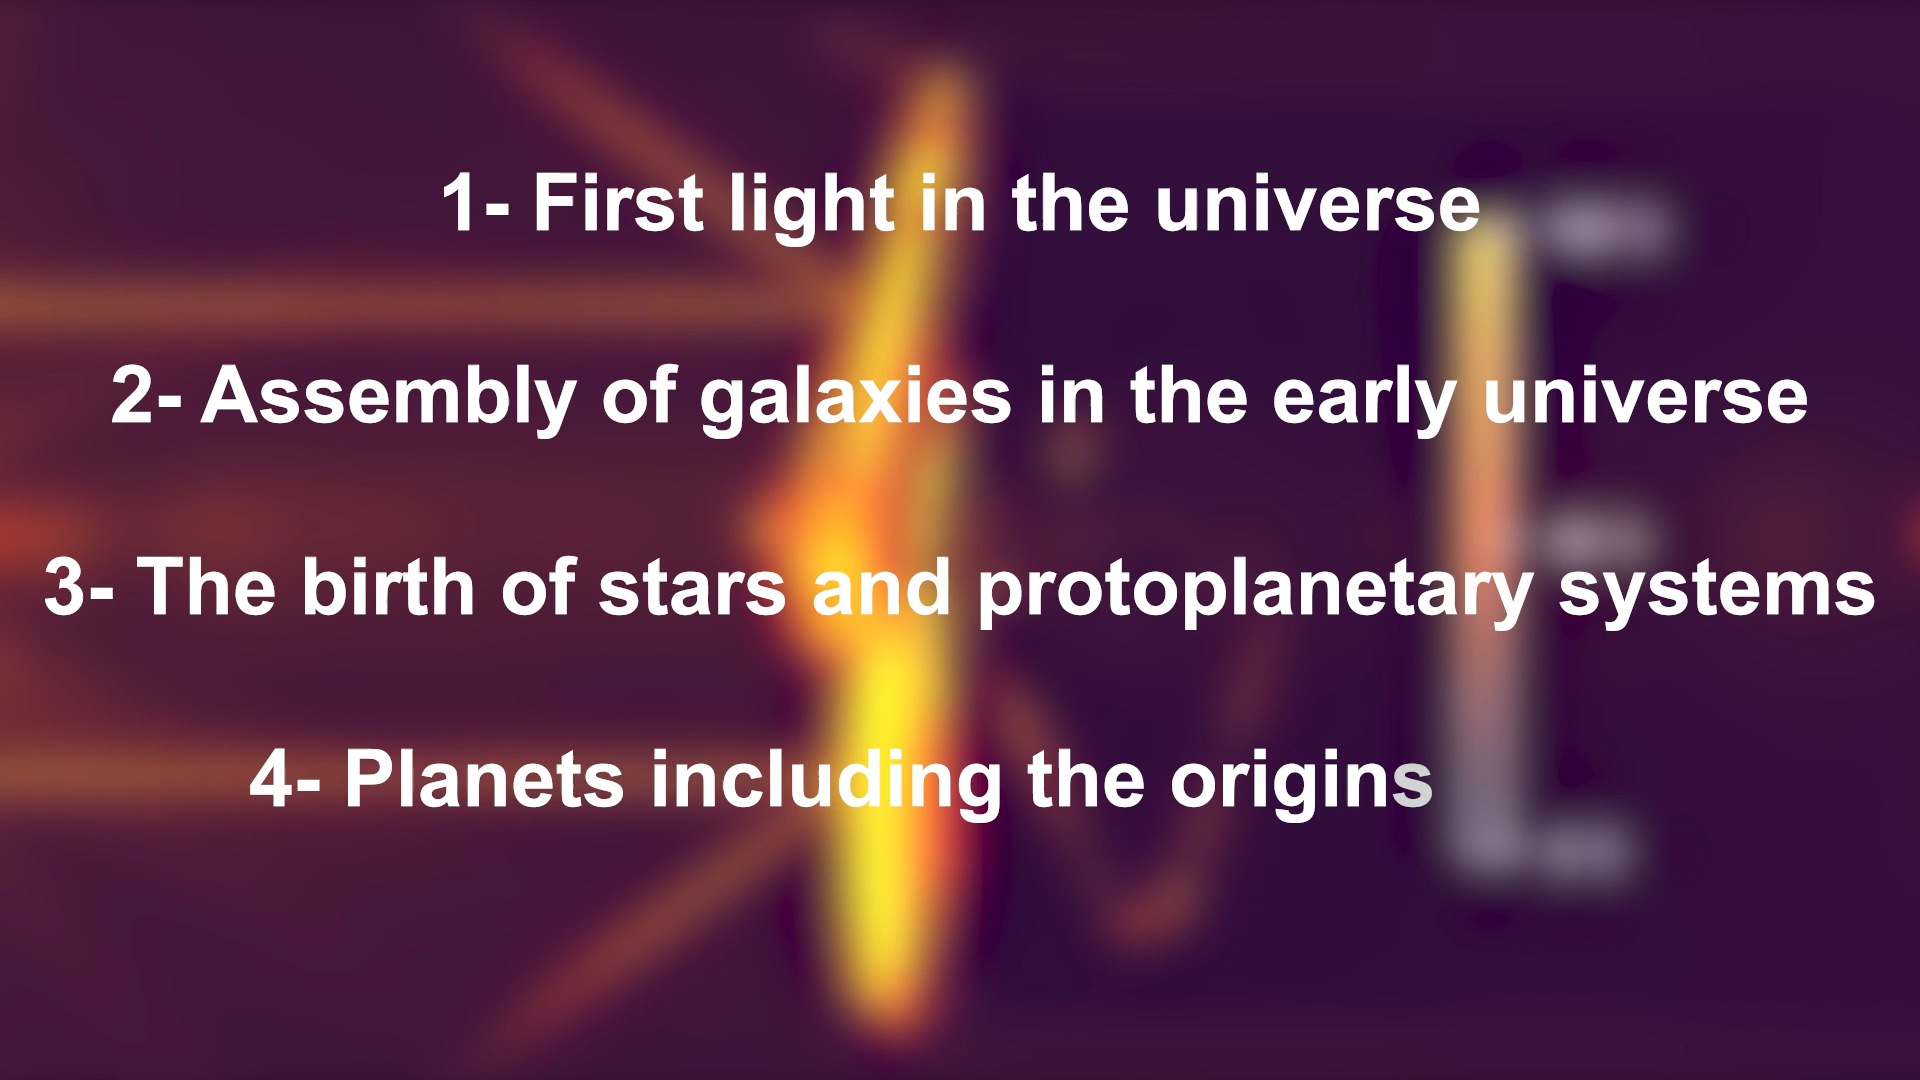 1- First light in the universe
2- Assembly of galaxies in the early universe
3- The birth of stars and protoplanetary systems
4- Planets including the origins